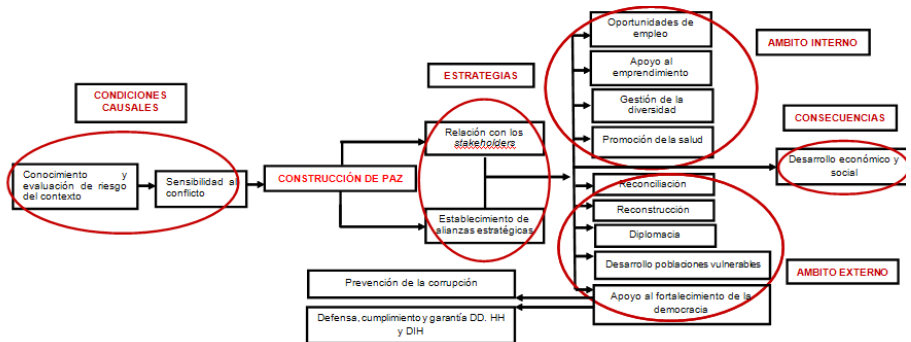 CONDICIONES
CAUSALES
Conocimiento y
evaluación de riesgo
del contexto
Sensibilidad al
conflicto
CONSTRUCCIÓN DE PAZ
ESTRATEGIAS
Relación con los
stakeholders
Establecimiento de
alianzas estratégicas
Oportunidades de
empleo
Apoyo al
emprendimiento
Gestión de la
diversidad
Promoción de la salud
AMBITO INTERNO
CONSECUENCIAS
Desarrollo económico y
social
Reconciliación
Reconstrucción
Diplomacia
Desarrollo poblaciones vulnerables
Apoyo al fortalecimiento de la
democracia
AMBITO EXTERNO
Prevención de la corrupción
Defensa, cumplimiento y garantía DD. HH
y DIH